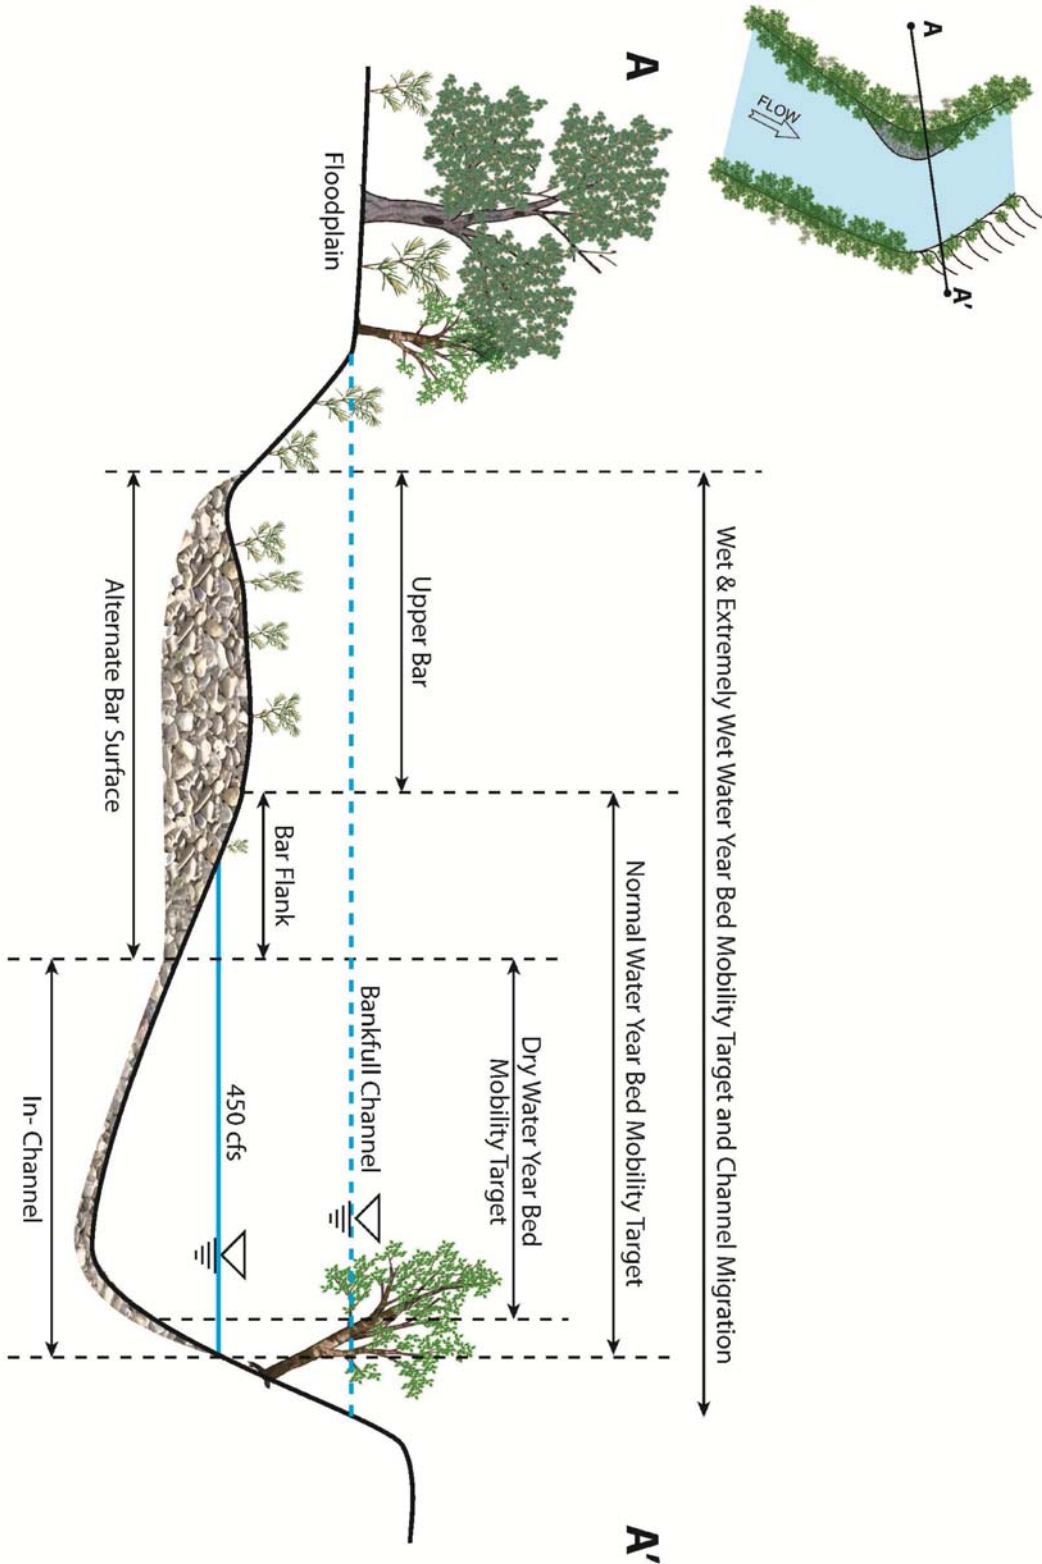 A
FLOW
A'
A
A'
Wet & Extremely Wet Water Year Bed Mobility Target and Channel Migration
Normal Water Year Bed Mobility Target
Dry Water Year Bed
Mobility Target
Upper Bar
Bankfull Channel
Floodplain
Bar Flank
450 cfs
Alternate Bar Surface
In- Channel